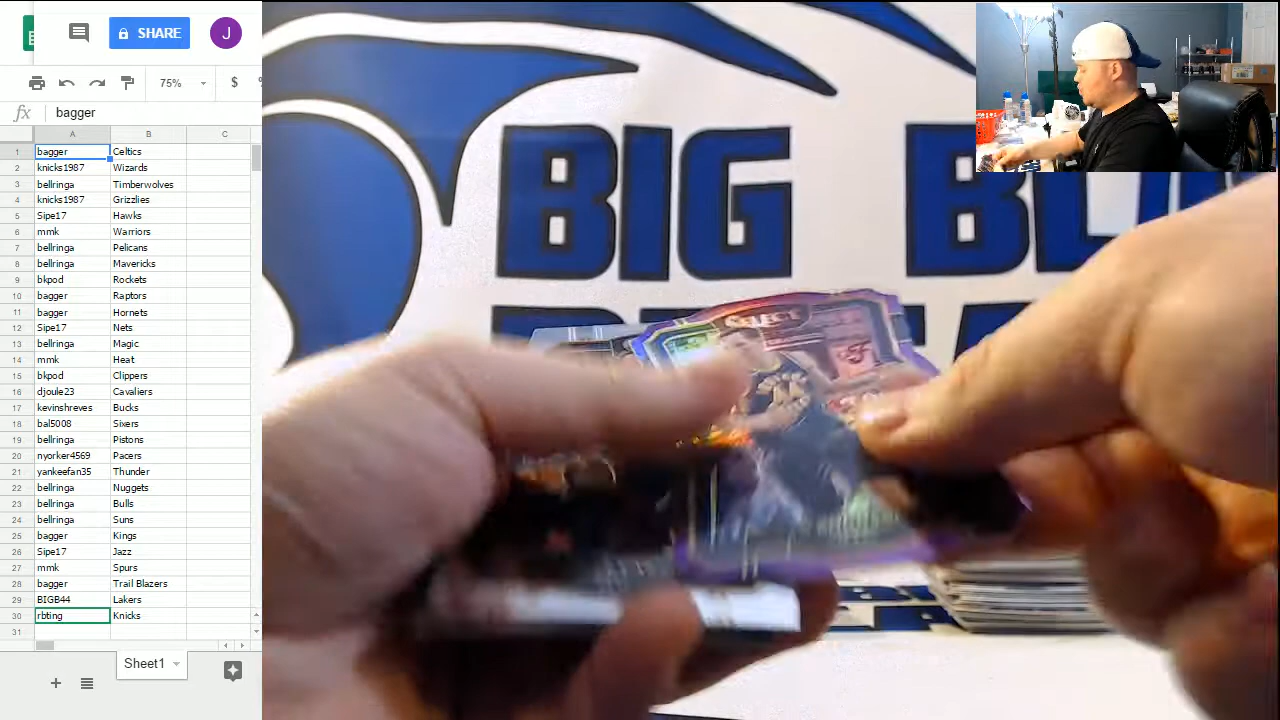 SHARE
J
75%
$
fx bagger
A B C
1 bagger Celtics
2 knicks1987 Wizards
3 bellringa Timberwolves
4 knicks1987 Grizzlies
5 Sipe17 Hawks
6 mmk Warriors
7 bellringa Pelicans
8 bellringa Mavericks
9 bkpod Rockets
10 bagger Raptors
11 bagger Hornets
12 Sipe17 Nets
13 bellringa Magic
14 mmk Heat
15 bkpod Clippers
16 djoule23 Cavaliers
17 kevinshreves Bucks
18 bal5008 Sixers
19 bellringa Pistons
20 nyorker4569 Pacers
21 yankeefan35 Thunder
22 bellringa Nuggets
23 bellringa Bulls
24 bellringa Suns
25 bagger Kings
26 Sipe17 Jazz
27 mmk Spurs
28 bagger Trail Blazers
29 BIGB44 Lakers
30 rbting Knicks
31
Sheet1
BIG
SELECT